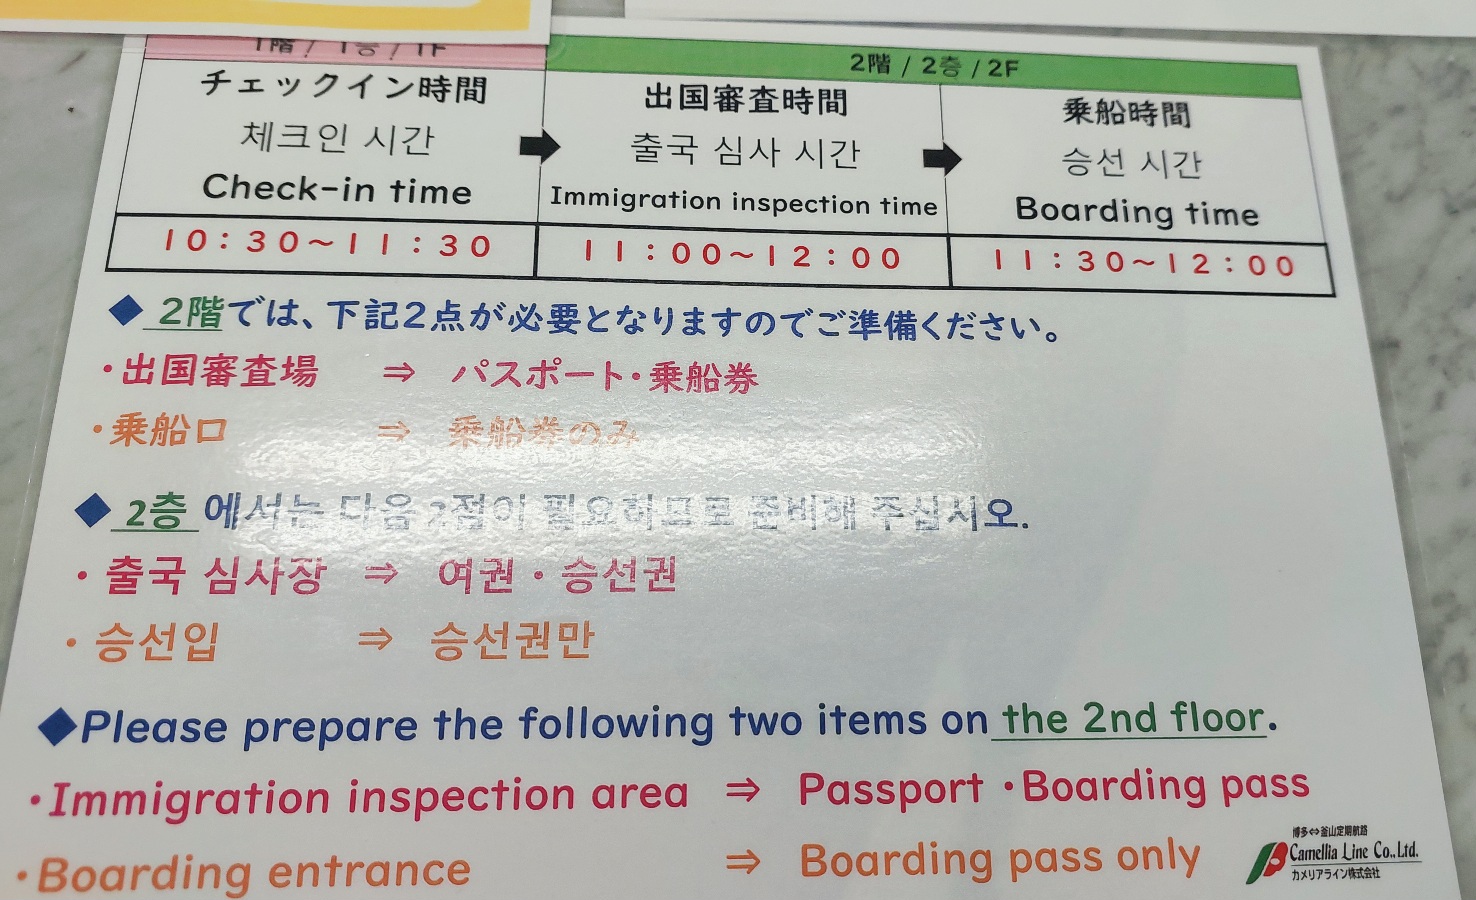 1階 / 1층 / 1F
2階 / 2층 / 2F
チェックイン時間
出国審査時間
乗船時間
체크인 시간
출국 심사 시간
승선 시간
Check-in time
Immigration inspection time
Boarding time
10:30~11:30
11:00~12:00
11:30~12:00
◆ 2階では、下記2点が必要となりますのでご準備ください。
・出国審査場 ⇒ パスポート・乗船券
・乗船口 ⇒ 乗船券のみ
◆ 2층 에서는 다음 2점이 필요하므로 준비해 주십시오.
・출국 심사장 ⇒ 여권・승선권
・승선입 ⇒ 승선권만
◆Please prepare the following two items on the 2nd floor.
・Immigration inspection area ⇒ Passport ・Boarding pass
・Boarding entrance ⇒ Boarding pass only
博多⇔釜山定期航路
Camellia Line Co.,Ltd.
カメリアライン株式会社